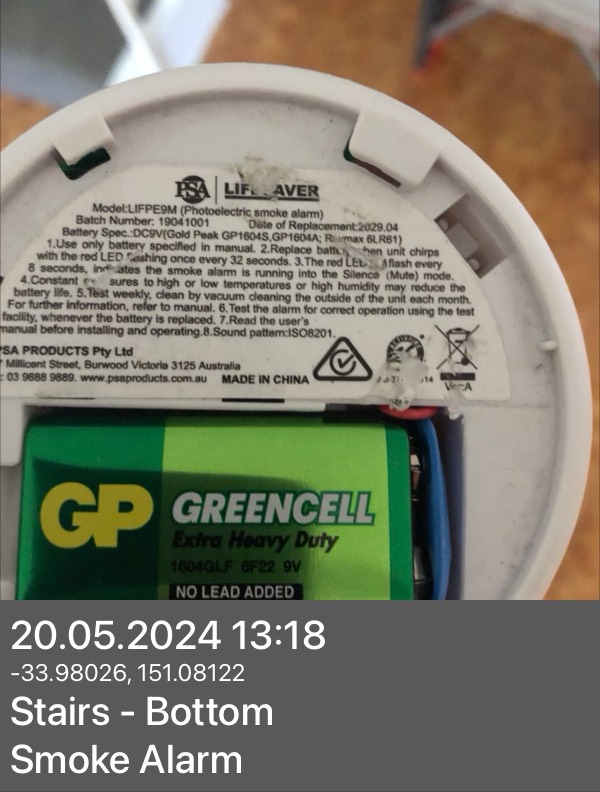 PSA LIFESAVER
Model:LIFPE9M (Photoelectric smoke alarm)
Batch Number: 19041001 Date of Replacement:2029.04
Battery Spec.:DC9V(Gold Peak GP1604S,GP1604A; 6LR61)
1.Use only battery specified in manual. 2.Replace when unit chirps
with the red LED flashing once every 32 seconds. 3.The red LED flash every
8 seconds, indicates the smoke alarm is running into the Silence (Mute) mode.
4.Constant to high or low temperatures or high humidity may reduce the
battery life. 5.Test weekly, clean by vacuum cleaning the outside of the unit each month.
For further information, refer to manual. 6.Test the alarm for correct operation using the test
facility, whenever the battery is replaced. 7.Read the user's
manual before installing and operating.8.Sound pattern:ISO8201.
PSA PRODUCTS Pty Ltd
Millicent Street, Burwood Victoria 3125 Australia
: 03 9888 9889. www.psaproducts.com.au MADE IN CHINA
Ver:A
GP GREENCELL
Extra Heavy Duty
1604GLF 6F22 9V
NO LEAD ADDED
20.05.2024 13:18
-33.98026, 151.08122
Stairs - Bottom
Smoke Alarm